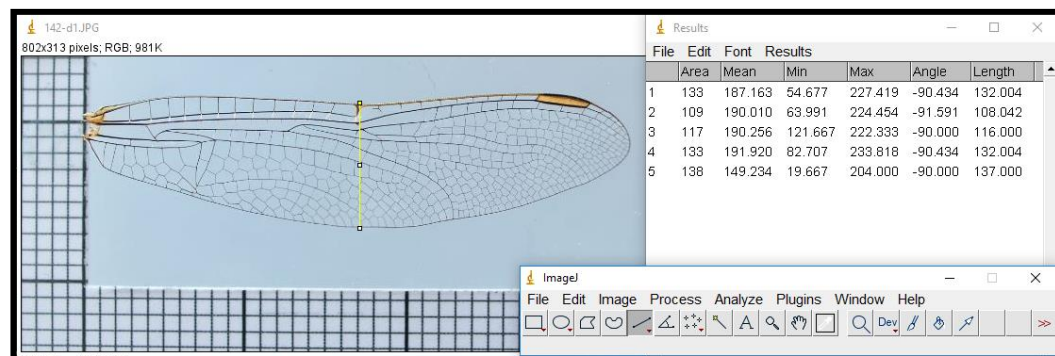 142-d1.JPG
802x313 pixels; RGB; 981K
Results
File Edit Font Results
Area Mean Min Max Angle Length
1 133 187.163 54.677 227.419 -90.434 132.004
2 109 190.010 63.991 224.454 -91.591 108.042
3 117 190.256 121.667 222.333 -90.000 116.000
4 133 191.920 82.707 233.818 -90.434 132.004
5 138 149.234 19.667 204.000 -90.000 137.000
ImageJ
File Edit Image Process Analyze Plugins Window Help
A Dev >>